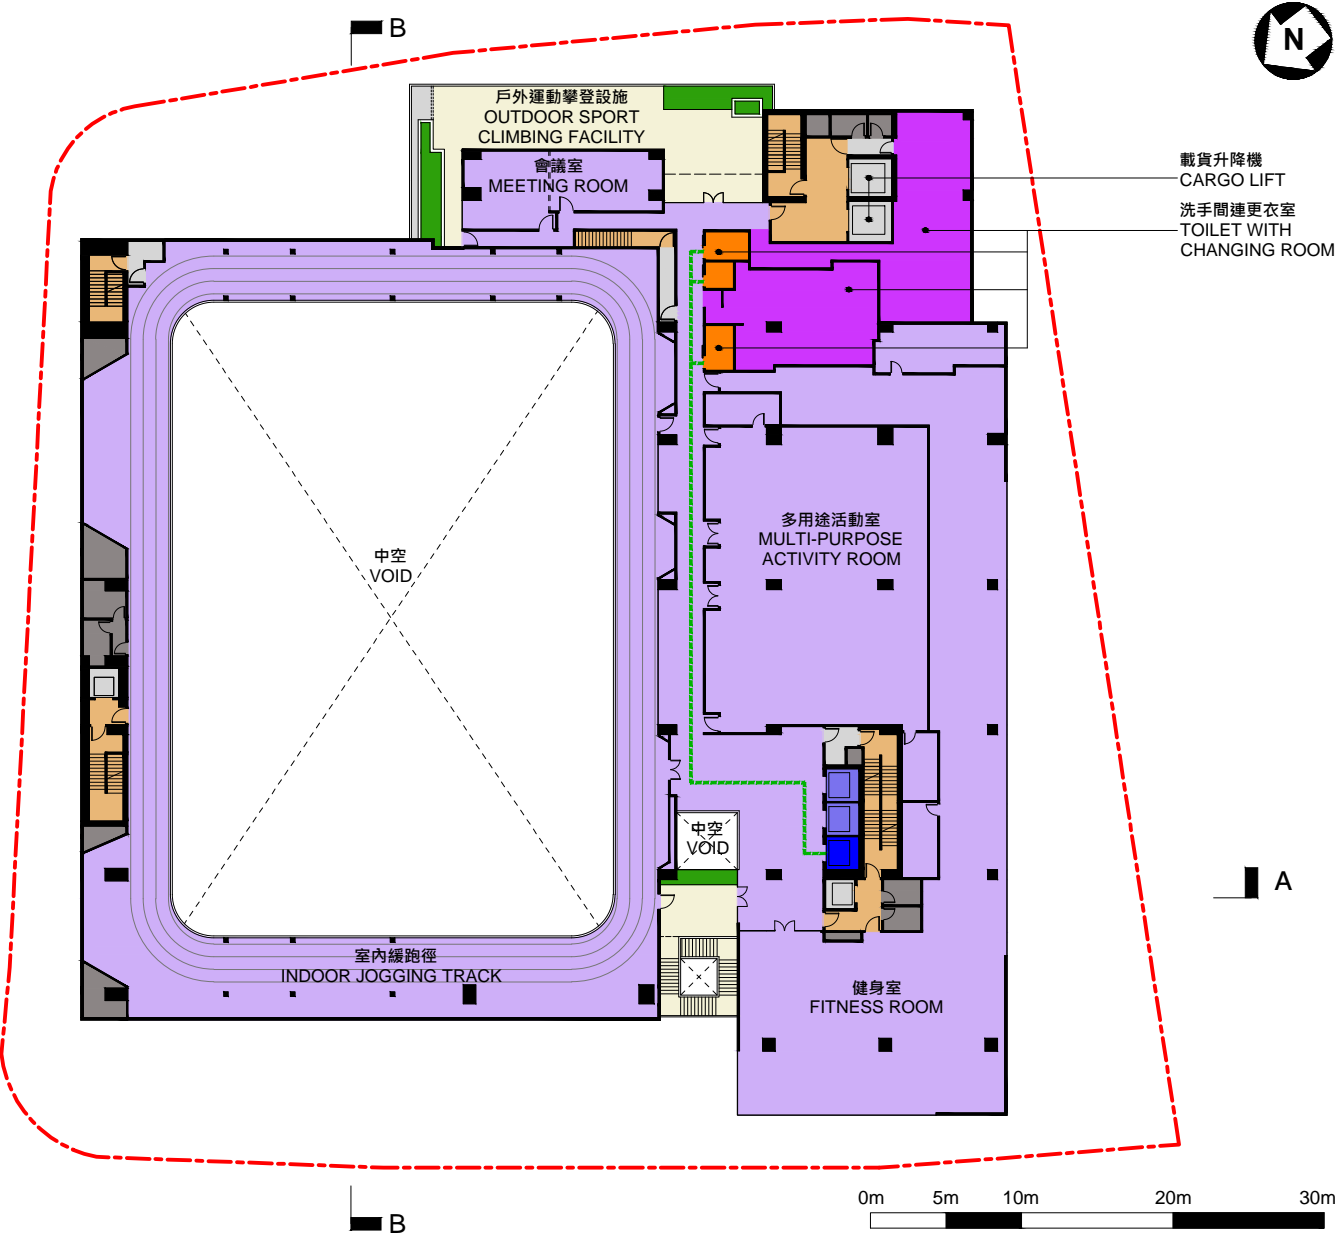 B
N
戶外運動攀登設施
OUTDOOR SPORT
CLIMBING FACILITY
會議室
MEETING ROOM
載貨升降機
CARGO LIFT
洗手間連更衣室
TOILET WITH
CHANGING ROOM
多用途活動室
MULTI-PURPOSE
ACTIVITY ROOM
中空
VOID
中空
VOID
A
室內緩跑徑
INDOOR JOGGING TRACK
健身室
FITNESS ROOM
0m 5m 10m 20m 30m
B